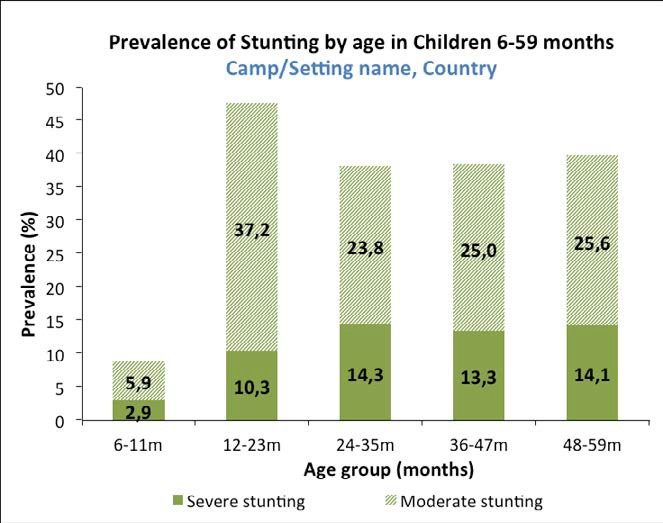 Prevalence of Stunting by age in Children 6-59 months
Camp/Setting name, Country
Prevalence (%)
50
45
40
35
30
25
20
15
10
5
0
5,9
2,9
37,2
10,3
23,8
14,3
25,0
13,3
25,6
14,1
6-11m
12-23m
24-35m
36-47m
48-59m
Age group (months)
Severe stunting
Moderate stunting